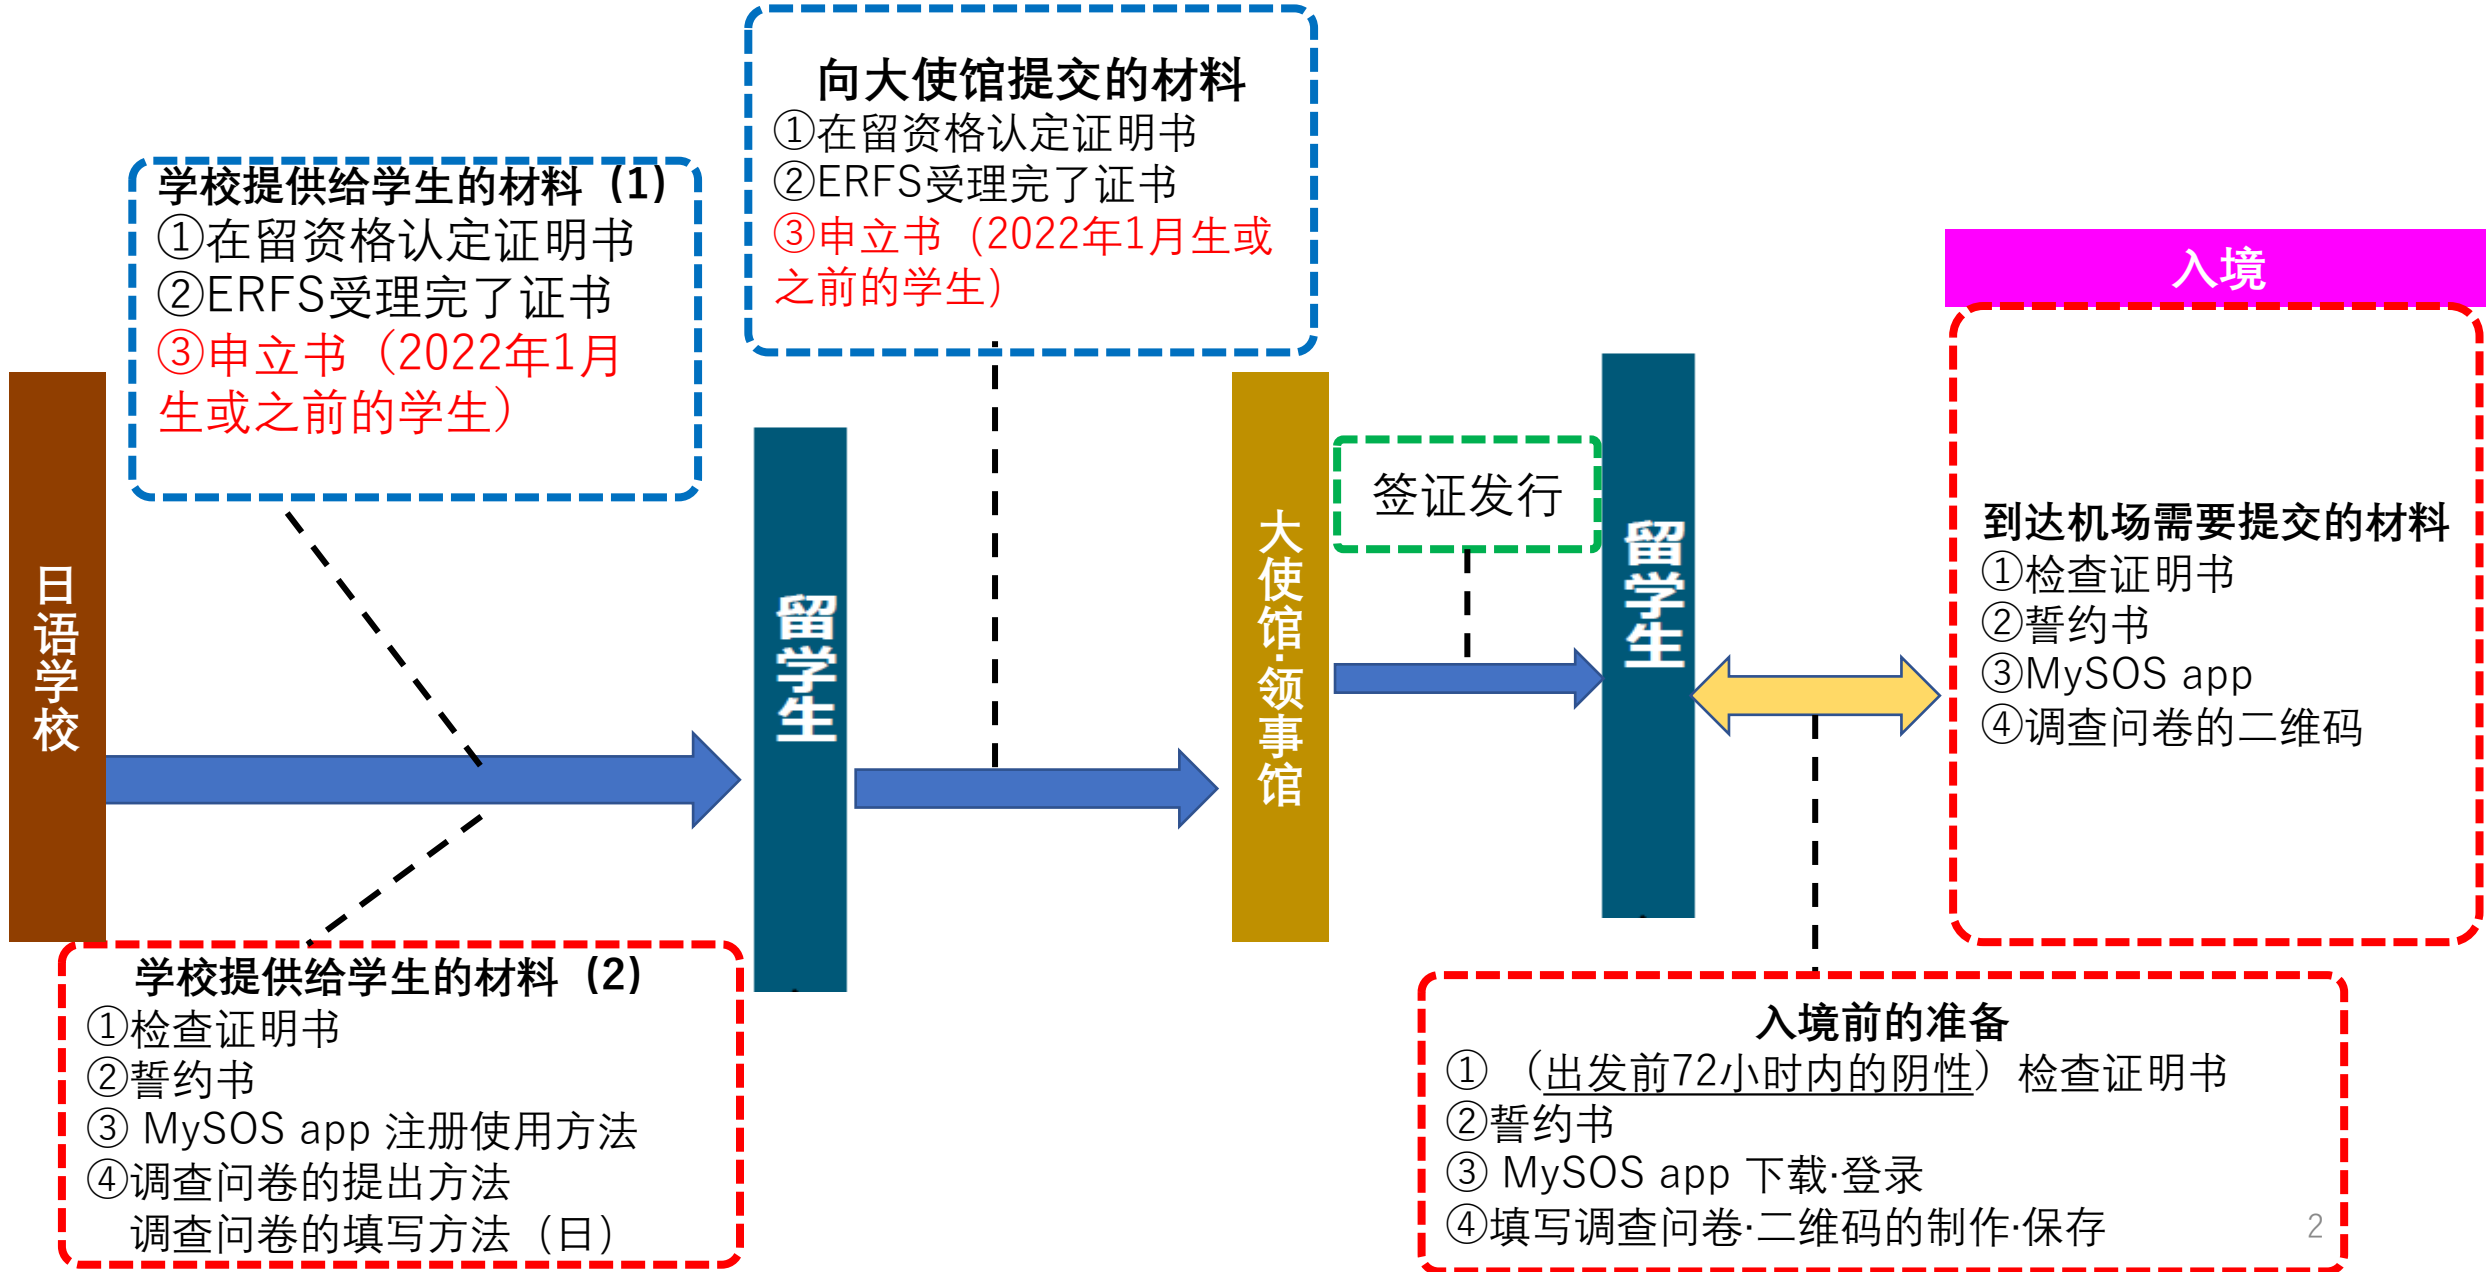 向大使馆提交的材料
①在留资格认定证明书
②ERFS受理完了证书
③申立书（2022年1月生或
之前的学生）
学校提供给学生的材料（1）
①在留资格认定证明书
②ERFS受理完了证书
③申立书（2022年1月
生或之前的学生）
日语学校
留学生
大使馆·领事馆
签证发行
留学生
入境
到达机场需要提交的材料
①检查证明书
②誓约书
③MySOS app
④调查问卷的二维码
学校提供给学生的材料（2）
①检查证明书
②誓约书
③ MySOS app 注册使用方法
④调查问卷的提出方法
调查问卷的填写方法（日）
入境前的准备
① （出发前72小时内的阴性）检查证明书
②誓约书
③ MySOS app 下载·登录
④填写调查问卷·二维码的制作·保存
2